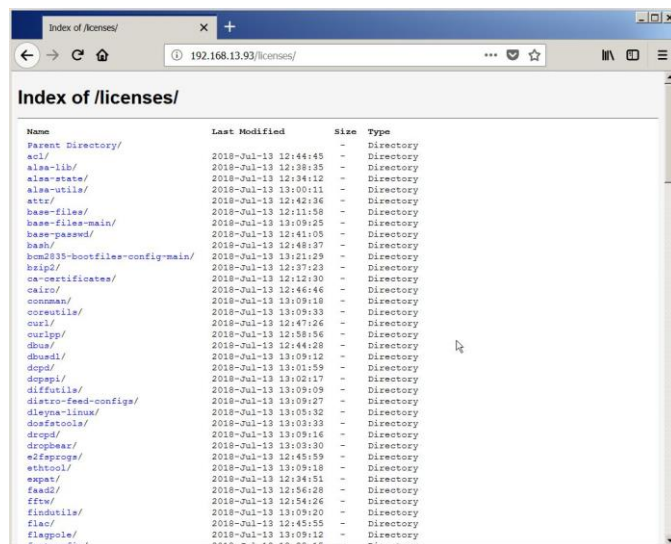 Index of /licenses/
192.168.13.93/licenses/
Index of /licenses/
Name Last Modified Size Type
Parent Directory/ - Directory
acl/ 2018-Jul-13 12:44:45 - Directory
alsa-lib/ 2018-Jul-13 12:38:35 - Directory
alsa-state/ 2018-Jul-13 12:34:12 - Directory
alsa-utils/ 2018-Jul-13 13:00:11 - Directory
attr/ 2018-Jul-13 12:42:36 - Directory
base-files/ 2018-Jul-13 12:11:58 - Directory
base-files-main/ 2018-Jul-13 13:09:25 - Directory
base-passwd/ 2018-Jul-13 12:41:05 - Directory
bash/ 2018-Jul-13 12:48:37 - Directory
bcm2835-bootfiles-config-main/ 2018-Jul-13 13:21:29 - Directory
bzip2/ 2018-Jul-13 12:37:23 - Directory
ca-certificates/ 2018-Jul-13 12:12:30 - Directory
cairo/ 2018-Jul-13 12:46:46 - Directory
connman/ 2018-Jul-13 13:09:18 - Directory
coreutils/ 2018-Jul-13 13:09:33 - Directory
curl/ 2018-Jul-13 12:47:26 - Directory
curlpp/ 2018-Jul-13 12:58:56 - Directory
dbus/ 2018-Jul-13 12:44:28 - Directory
dbusdl/ 2018-Jul-13 13:09:12 - Directory
dcpd/ 2018-Jul-13 13:01:59 - Directory
dcpspi/ 2018-Jul-13 13:02:17 - Directory
diffutils/ 2018-Jul-13 13:09:09 - Directory
distro-feed-configs/ 2018-Jul-13 13:09:27 - Directory
dleyna-linux/ 2018-Jul-13 13:05:32 - Directory
dosfstools/ 2018-Jul-13 13:03:33 - Directory
drcpd/ 2018-Jul-13 13:09:16 - Directory
dropbear/ 2018-Jul-13 13:03:30 - Directory
e2fsprogs/ 2018-Jul-13 12:45:59 - Directory
ethtool/ 2018-Jul-13 13:09:18 - Directory
expat/ 2018-Jul-13 12:34:51 - Directory
faad2/ 2018-Jul-13 12:56:28 - Directory
fftw/ 2018-Jul-13 12:54:26 - Directory
findutils/ 2018-Jul-13 13:09:20 - Directory
flac/ 2018-Jul-13 12:45:55 - Directory
flagpole/ 2018-Jul-13 13:09:12 - Directory